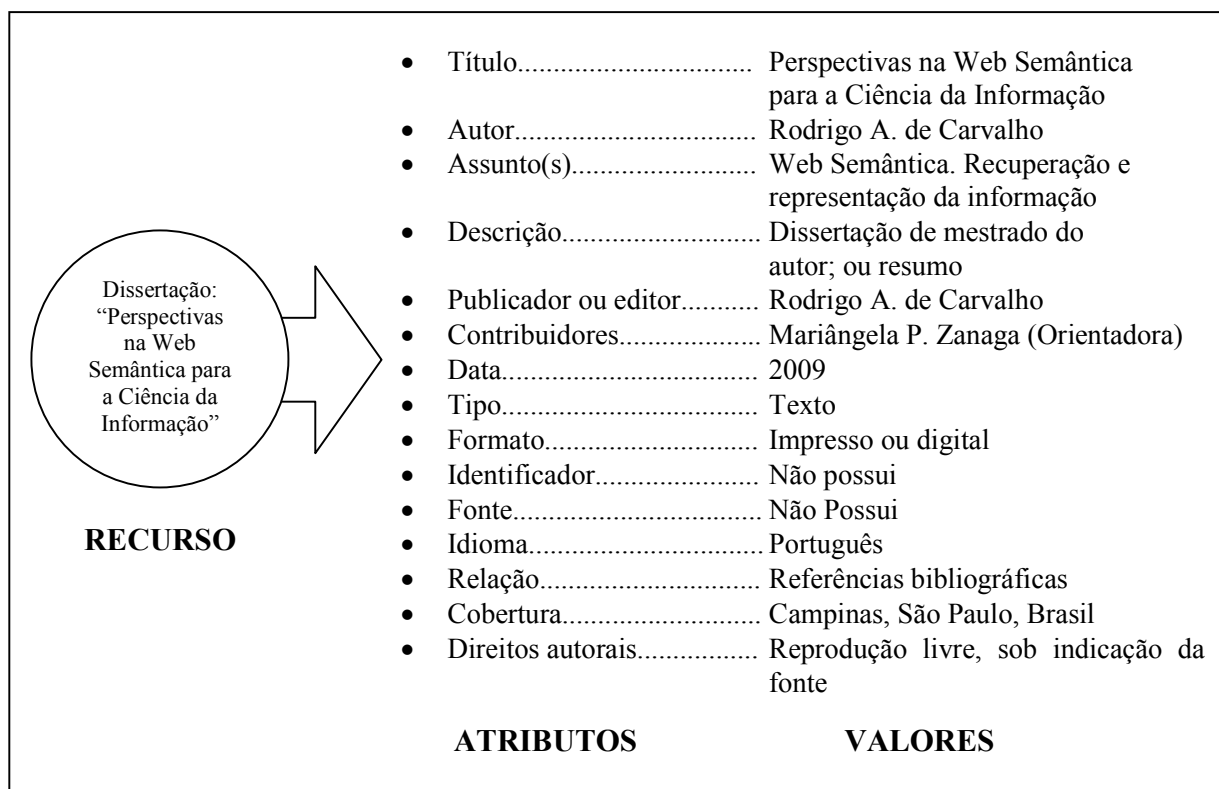 Dissertação:
“Perspectivas
na Web
Semântica para
a Ciência da
Informação”
RECURSO
• Título.............................. Perspectivas na Web Semântica
para a Ciência da Informação
• Autor............................... Rodrigo A. de Carvalho
• Assunto(s)........................ Web Semântica. Recuperação e
representação da informação
• Descrição.......................... Dissertação de mestrado do
autor; ou resumo
• Publicador ou editor........... Rodrigo A. de Carvalho
• Contribuidores................... Mariângela P. Zanaga (Orientadora)
• Data.................................. 2009
• Tipo.................................. Texto
• Formato............................ Impresso ou digital
• Identificador...................... Não possui
• Fonte................................. Não Possui
• Idioma............................... Português
• Relação............................. Referências bibliográficas
• Cobertura.......................... Campinas, São Paulo, Brasil
• Direitos autorais................ Reprodução livre, sob indicação da
fonte
ATRIBUTOS VALORES